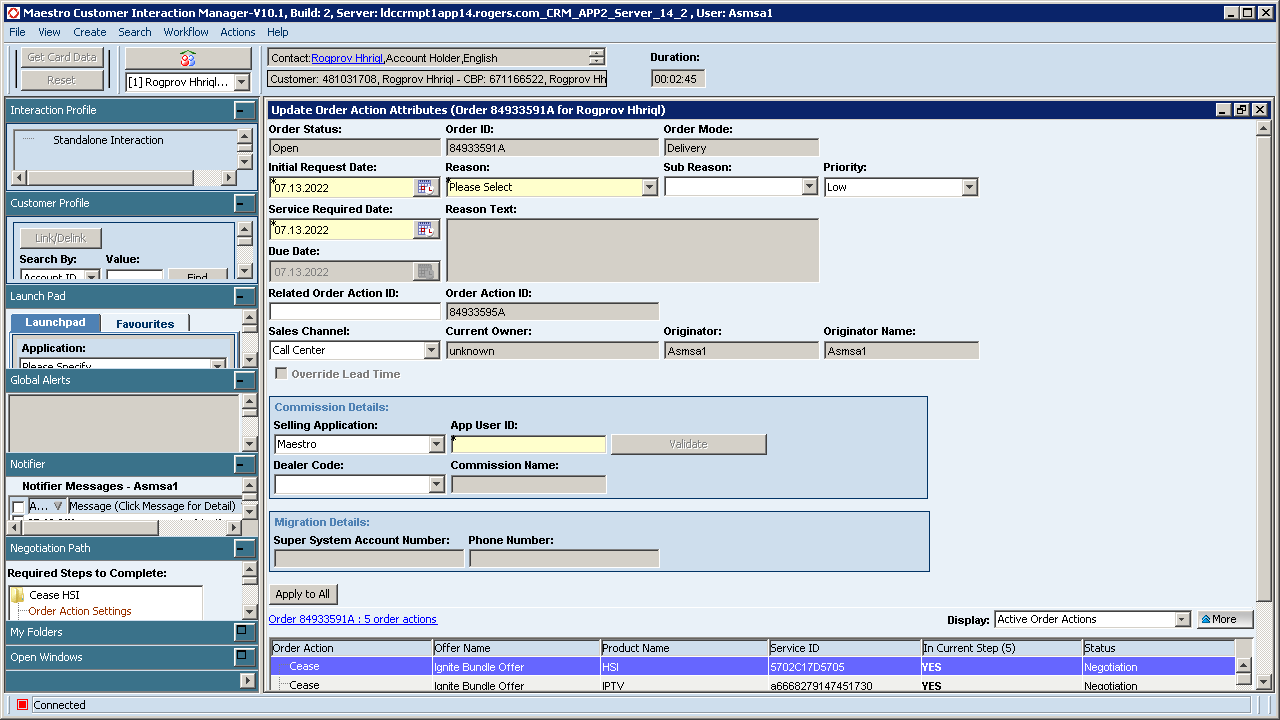 Maestro Customer Interaction Manager-V10.1, Build: 2, Server: ldccrmpt1app14.rogers.com_CRM_APP2_Server_14_2 , User: Asmsa1
File View Create Search Workflow Actions Help
Get Card Data
Reset
[1] Rogprov Hhriql...
Contact:Rogprov Hhriql,Account Holder,English
Customer: 481031708, Rogprov Hhriql - CBP: 671166522, Rogprov Hh
Duration:
00:02:45
Interaction Profile
Standalone Interaction
Customer Profile
Link/Delink
Search By: Value:
Account ID Find
Launch Pad
Launchpad Favourites
Application:
Please Specify
Global Alerts
Notifier
Notifier Messages - Asmsa1
A... Message (Click Message for Detail)
Negotiation Path
Required Steps to Complete:
Cease HSI
Order Action Settings
My Folders
Open Windows
Update Order Action Attributes (Order 84933591A for Rogprov Hhriql)
Order Status: Order ID: Order Mode:
Open 84933591A Delivery
Initial Request Date: Reason: Sub Reason: Priority:
*07.13.2022 *Please Select Low
Service Required Date: Reason Text:
*07.13.2022
Due Date:
07.13.2022
Related Order Action ID: Order Action ID:
84933595A
Sales Channel: Current Owner: Originator: Originator Name:
Call Center unknown Asmsa1 Asmsa1
Override Lead Time
Commission Details:
Selling Application: App User ID:
Maestro * Validate
Dealer Code: Commission Name:
Migration Details:
Super System Account Number: Phone Number:
Apply to All
Order 84933591A : 5 order actions Display: Active Order Actions More
Order Action Offer Name Product Name Service ID In Current Step (5) Status
Cease Ignite Bundle Offer HSI 5702C17D5705 YES Negotiation
Cease Ignite Bundle Offer IPTV a6668279147451730 YES Negotiation
Connected